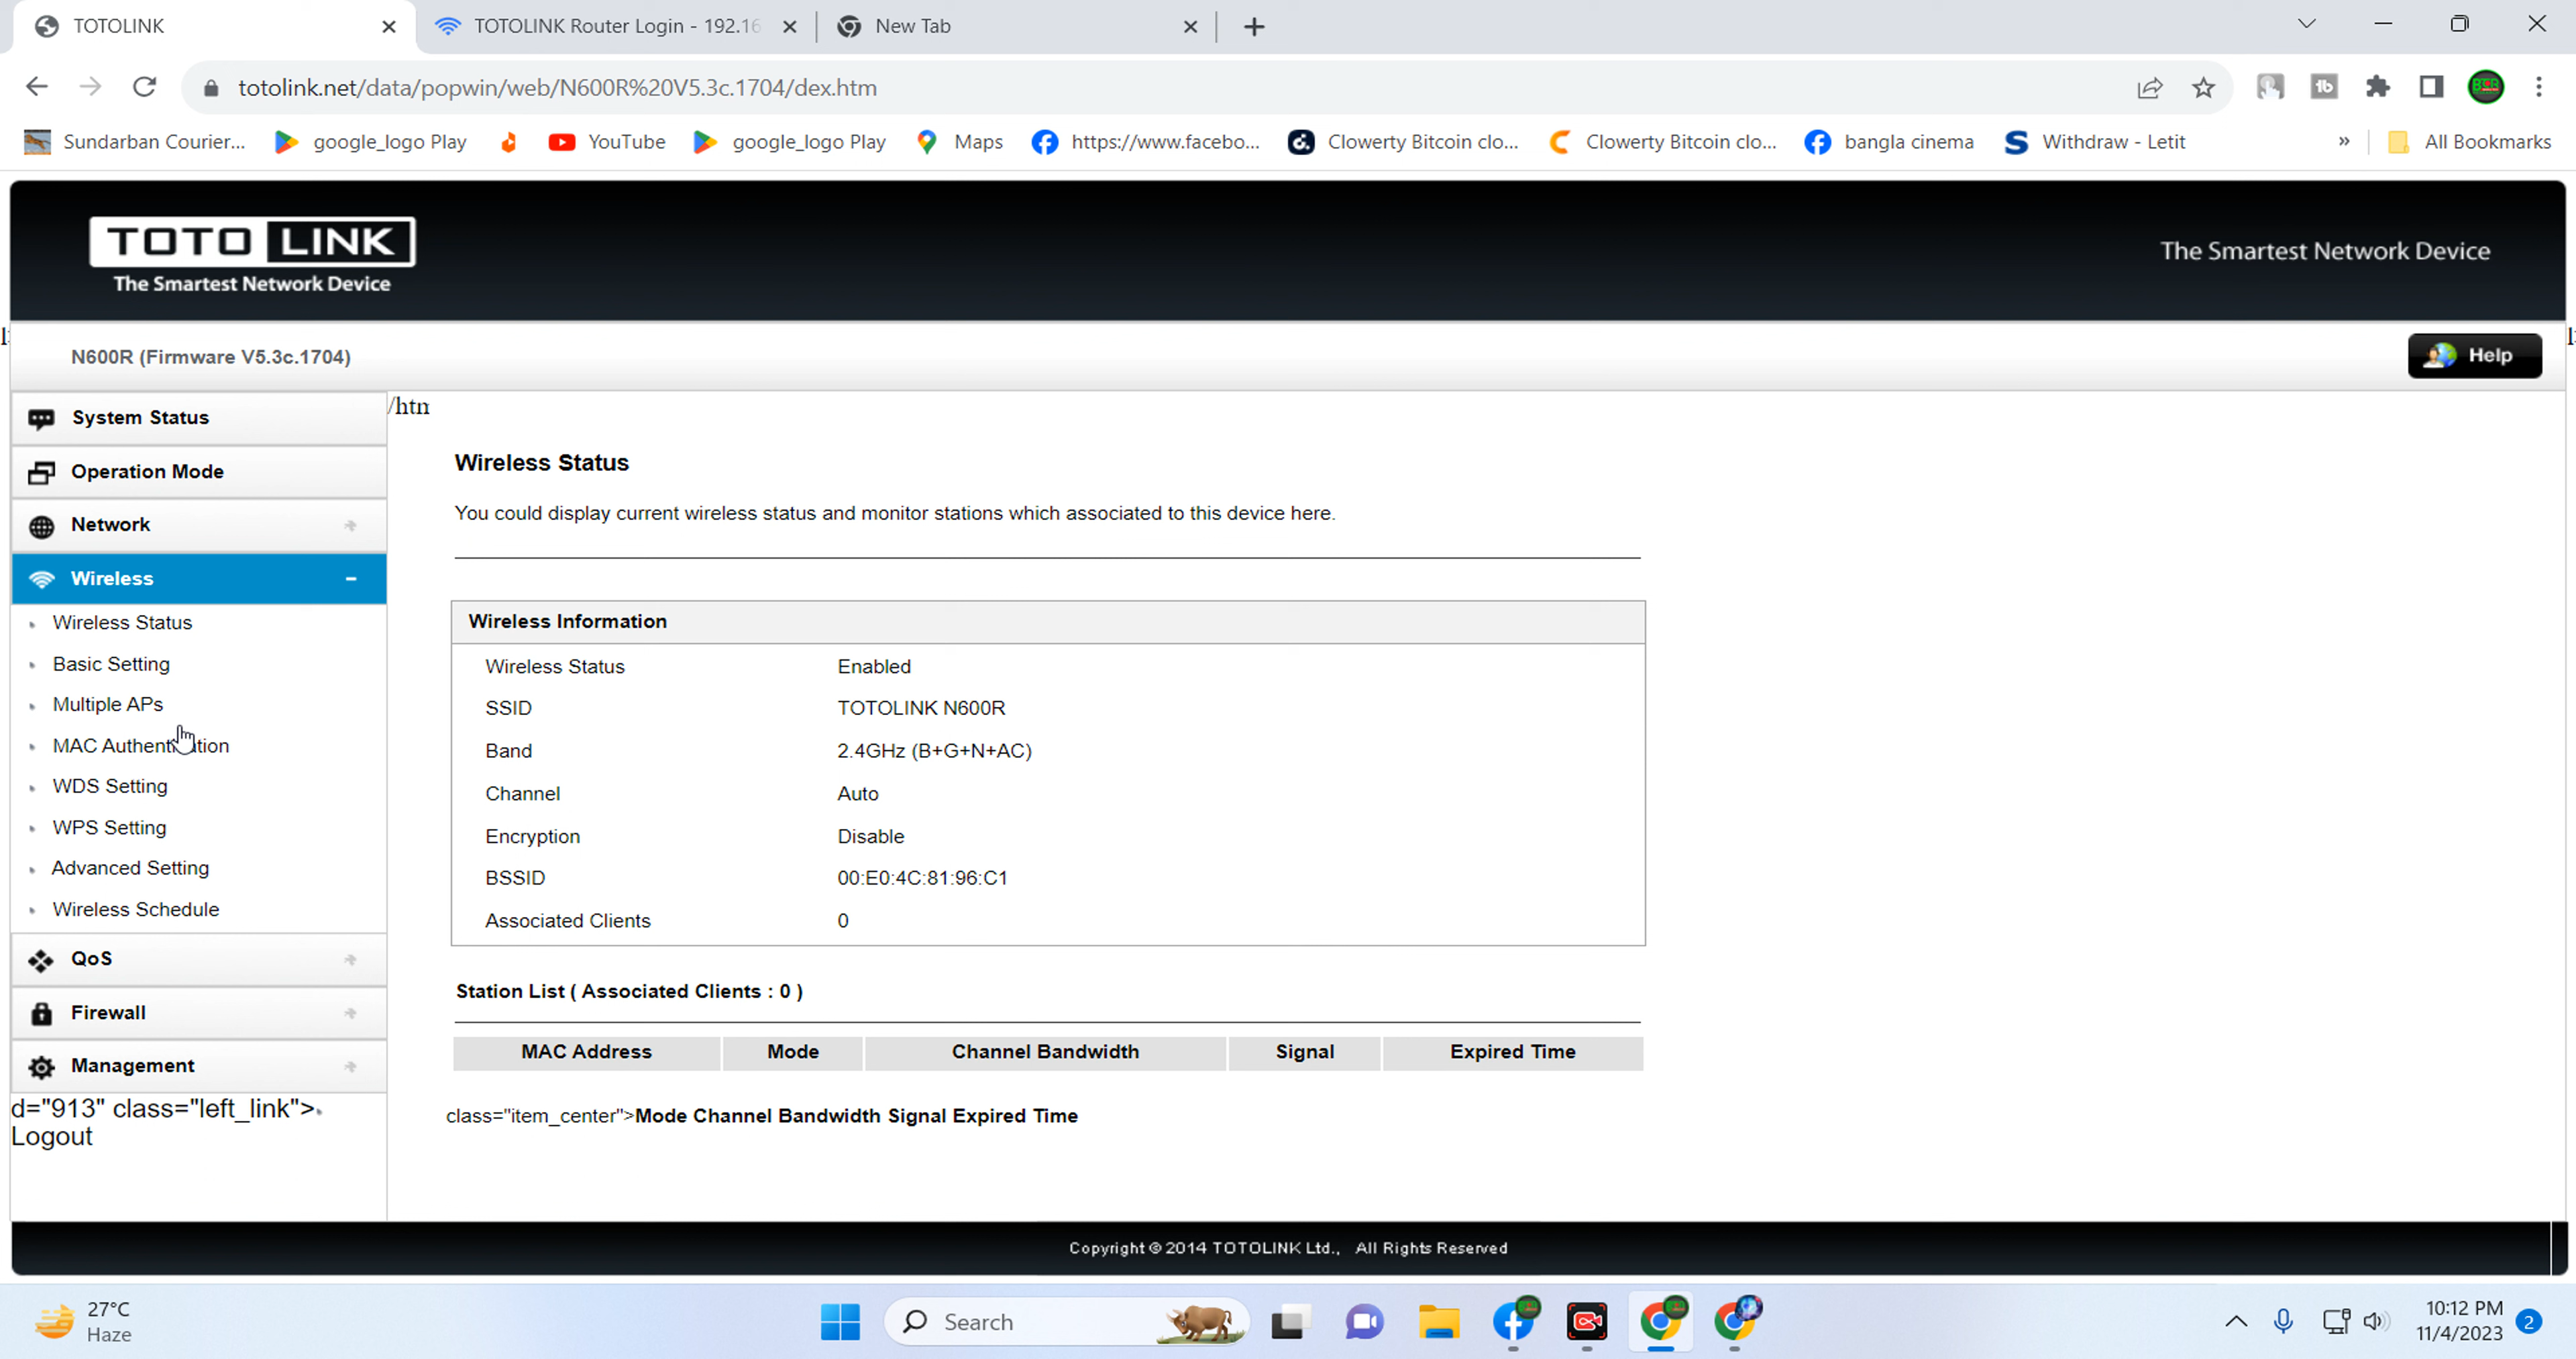 TOTOLINK
TOTOLINK Router Login - 192.16
New Tab
totolink.net/data/popwin/web/N600R%20V5.3c.1704/dex.htm
Sundarban Courier...
google_logo Play
YouTube
google_logo Play
Maps
https://www.facebo...
Clowerty Bitcoin clo...
Clowerty Bitcoin clo...
bangla cinema
Withdraw - Letit
»
All Bookmarks
TOTO LINK
The Smartest Network Device
The Smartest Network Device
N600R (Firmware V5.3c.1704)
Help
System Status
Operation Mode
Network
Wireless
Wireless Status
Basic Setting
Multiple APs
MAC Authentication
WDS Setting
WPS Setting
Advanced Setting
Wireless Schedule
QoS
Firewall
Management
d="913" class="left_link">
Logout
/htn
Wireless Status
You could display current wireless status and monitor stations which associated to this device here.
Wireless Information
Wireless Status Enabled
SSID TOTOLINK N600R
Band 2.4GHz (B+G+N+AC)
Channel Auto
Encryption Disable
BSSID 00:E0:4C:81:96:C1
Associated Clients 0
Station List ( Associated Clients : 0 )
MAC Address Mode Channel Bandwidth Signal Expired Time
class="item_center">Mode Channel Bandwidth Signal Expired Time
Copyright © 2014 TOTOLINK Ltd., All Rights Reserved
27°C
Haze
Search
10:12 PM
11/4/2023
2